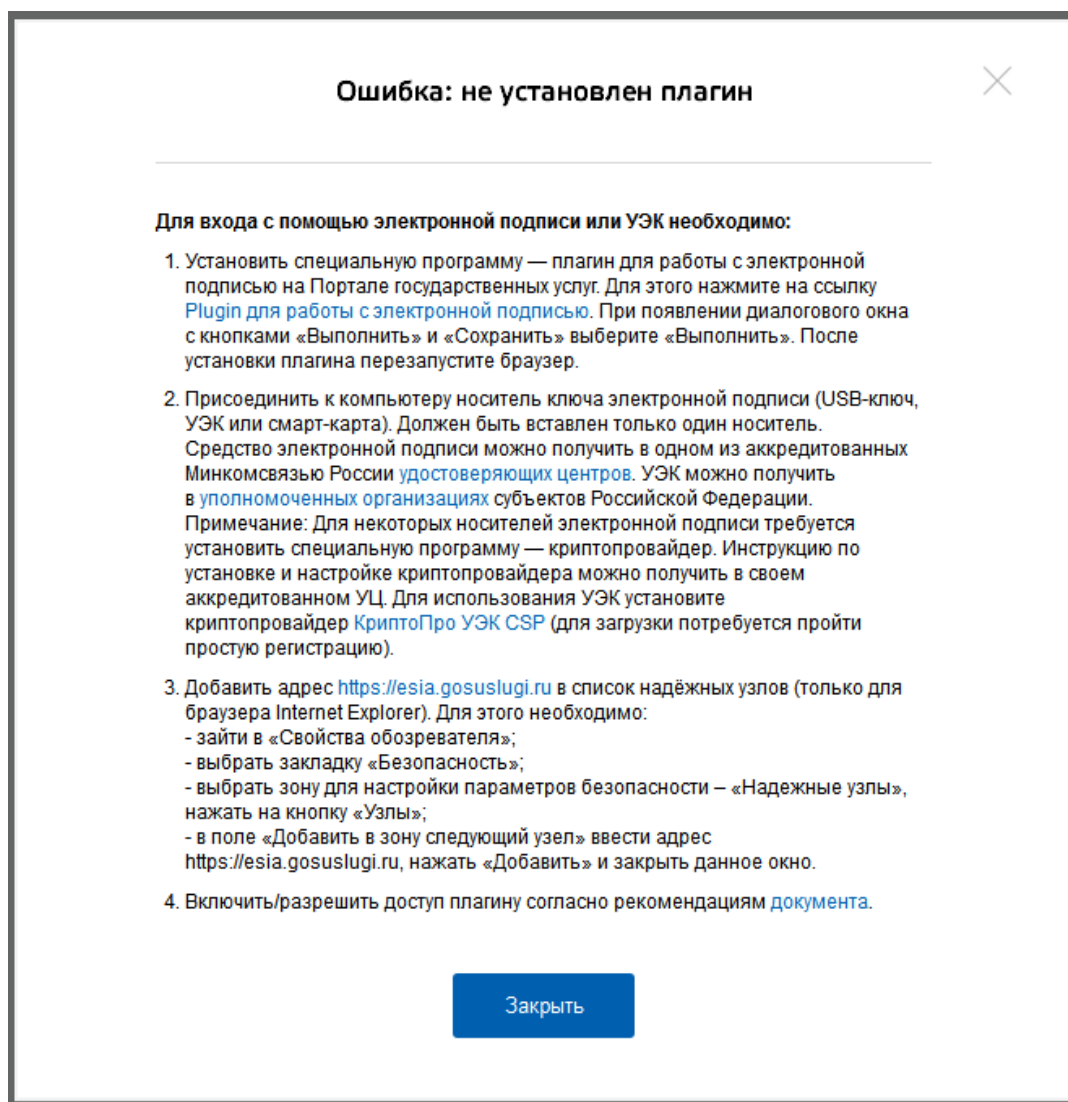 Ошибка: не установлен плагин
Для входа с помощью электронной подписи или УЭК необходимо:
1. Установить специальную программу — плагин для работы с электронной
подписью на Портале государственных услуг. Для этого нажмите на ссылку
Plugin для работы с электронной подписью. При появлении диалогового окна
с кнопками «Выполнить» и «Сохранить» выберите «Выполнить». После
установки плагина перезапустите браузер.
2. Присоединить к компьютеру носитель ключа электронной подписи (USB-ключ,
УЭК или смарт-карта). Должен быть вставлен только один носитель.
Средство электронной подписи можно получить в одном из аккредитованных
Минкомсвязью России удостоверяющих центров. УЭК можно получить
в уполномоченных организациях субъектов Российской Федерации.
Примечание: Для некоторых носителей электронной подписи требуется
установить специальную программу — криптопровайдер. Инструкцию по
установке и настройке криптопровайдера можно получить в своем
аккредитованном УЦ. Для использования УЭК установите
криптопровайдер КриптоПро УЭК CSP (для загрузки потребуется пройти
простую регистрацию).
3. Добавить адрес https://esia.gosuslugi.ru в список надёжных узлов (только для
браузера Internet Explorer). Для этого необходимо:
- зайти в «Свойства обозревателя»;
- выбрать закладку «Безопасность»;
- выбрать зону для настройки параметров безопасности – «Надежные узлы»,
нажать на кнопку «Узлы»;
- в поле «Добавить в зону следующий узел» ввести адрес
https://esia.gosuslugi.ru, нажать «Добавить» и закрыть данное окно.
4. Включить/разрешить доступ плагину согласно рекомендациям документа.
Закрыть